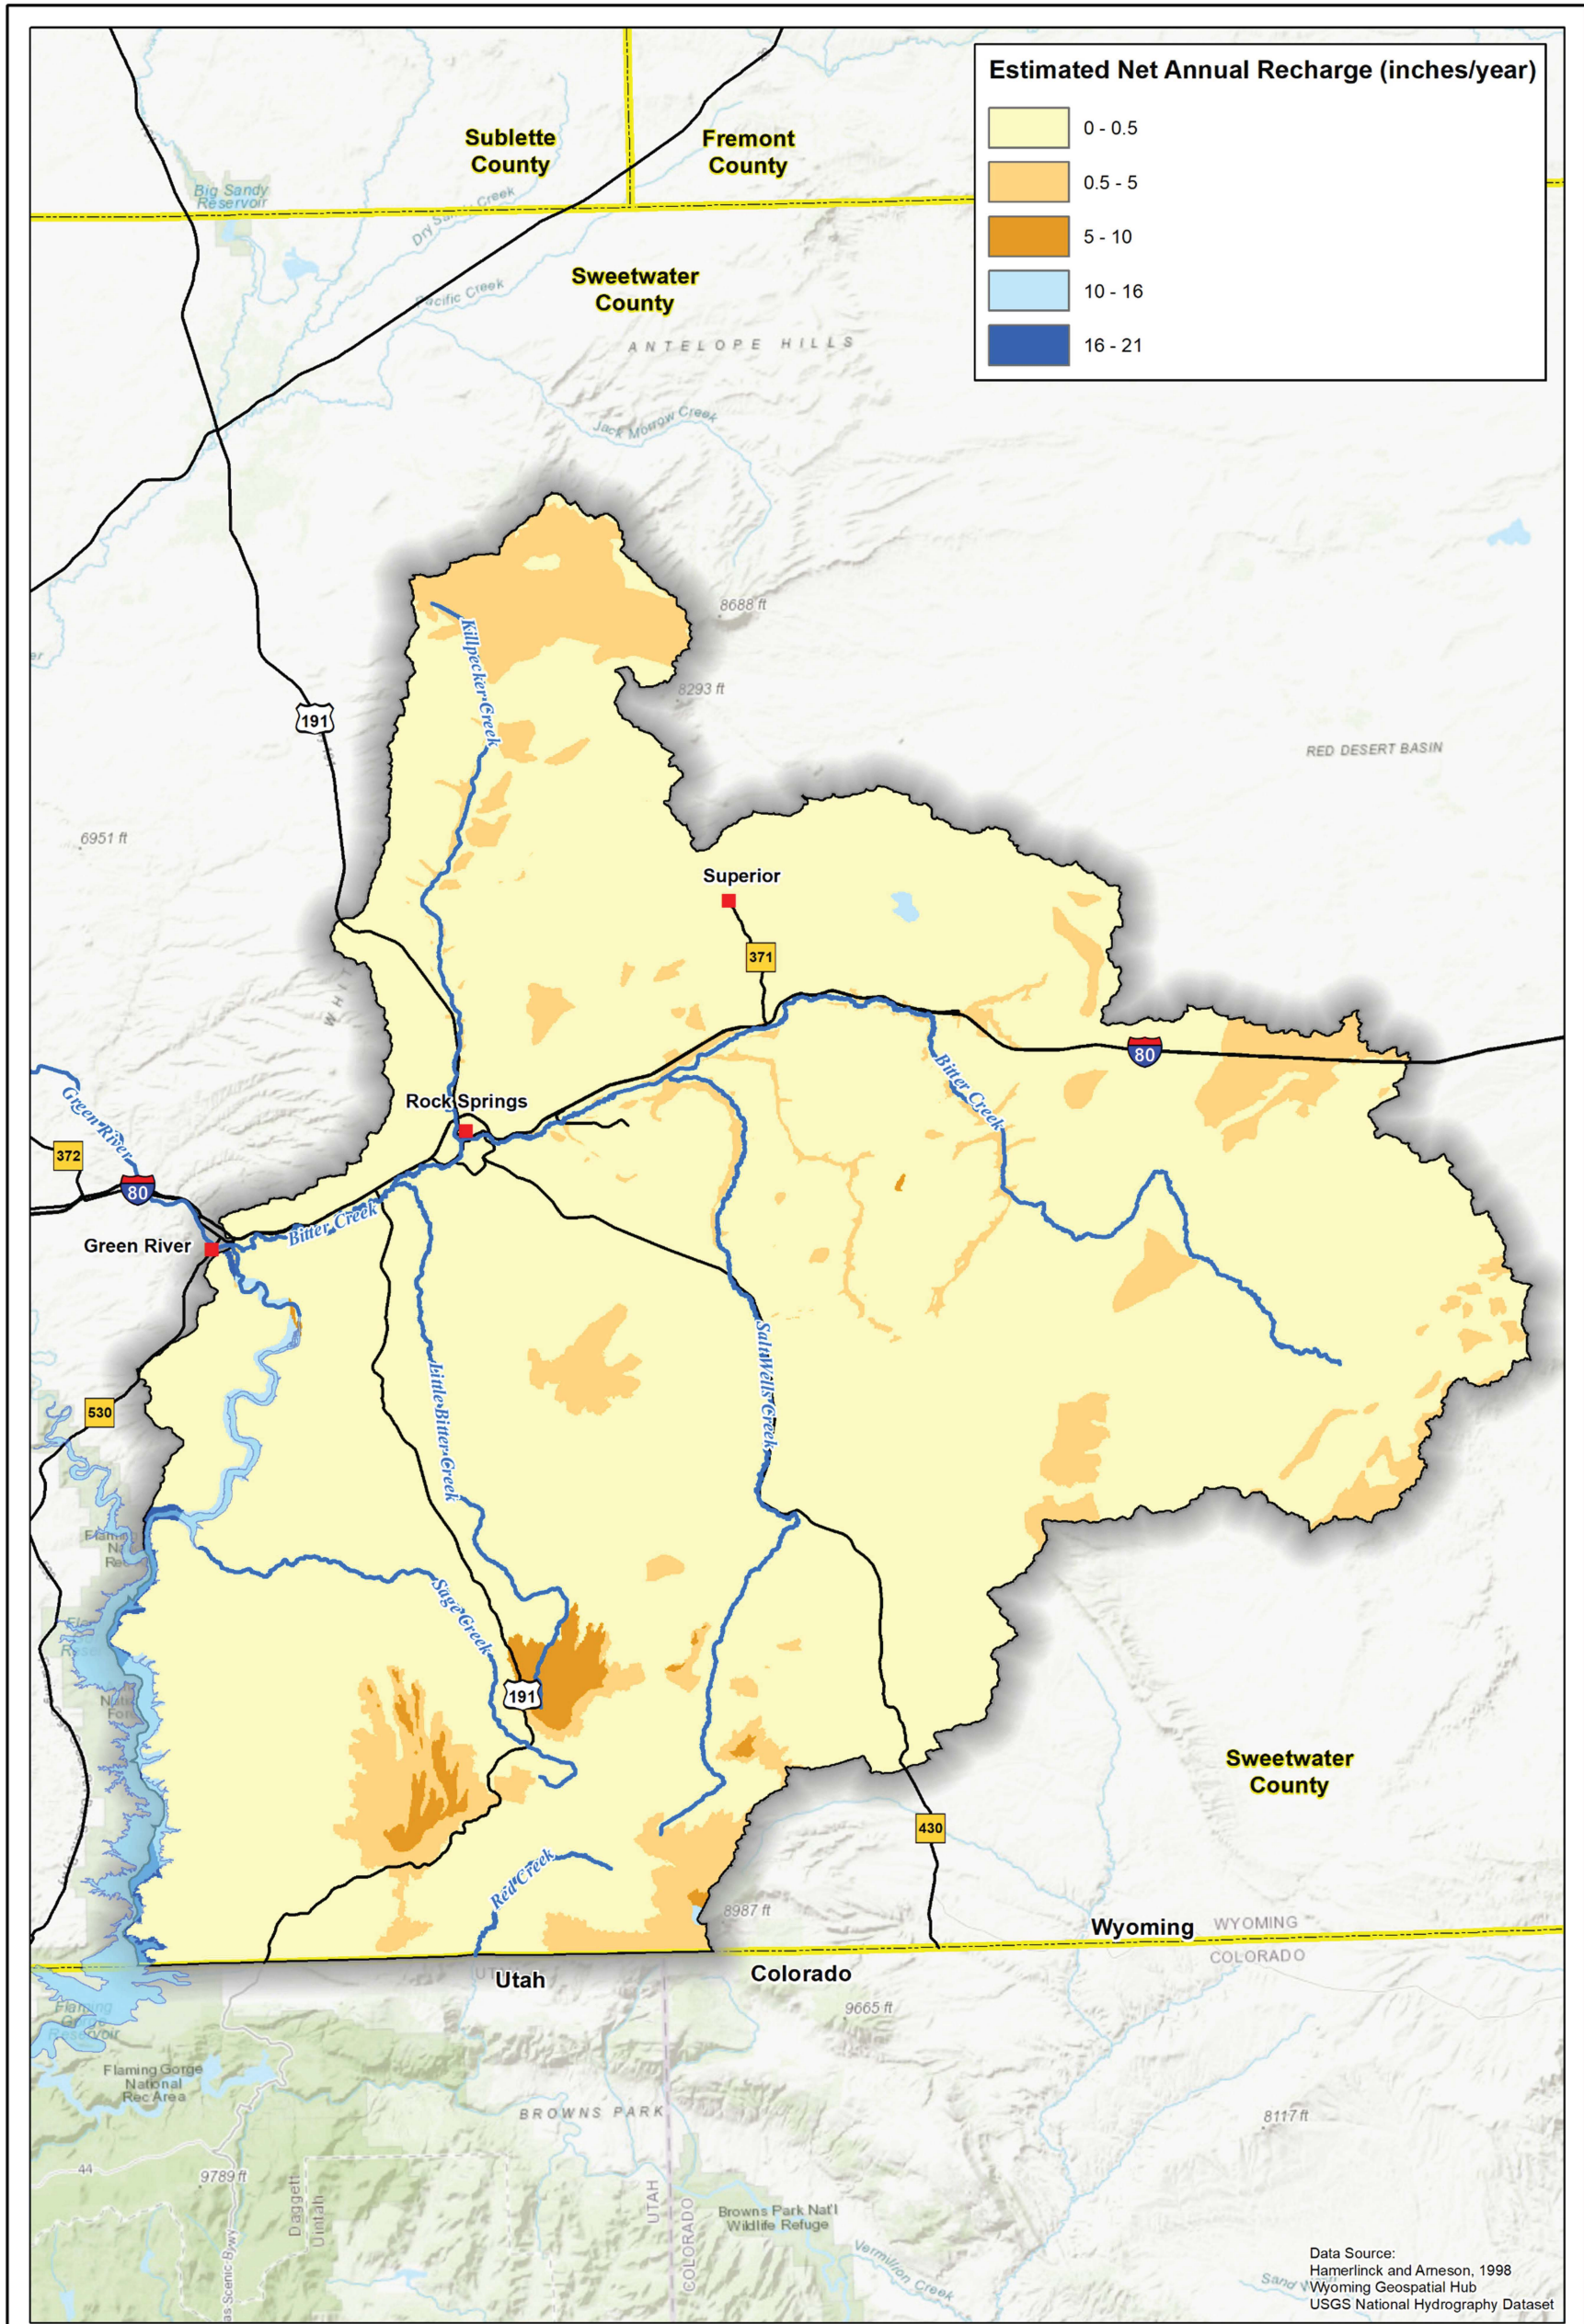 Estimated Net Annual Recharge (inches/year)
0 - 0.5
0.5 - 5
5 - 10
10 - 16
16 - 21
Sublette
County
Fremont
County
Big Sandy
Reservoir
Sweetwater
County
Pacific Creek
ANTELOPE HILLS
Jack Morrow Creek
8688 ft
Killpecker Creek
8293 ft
191
RED DESERT BASIN
6951 ft
Superior
371
80
Bitter Creek
Rock Springs
Green River
372
80
Bitter Creek
Green River
Salt Wells Creek
Little Bitter Creek
530
Sage Creek
191
Sweetwater
County
430
Red Creek
8987 ft
Wyoming
WYOMING
COLORADO
Utah
Colorado
9665 ft
Flaming
Gorge
Reservoir
Flaming Gorge
National
Rec Area
BROWNS PARK
8117 ft
44
9789 ft
Daggett
Uintah
UTAH
COLORADO
Browns Park Nat'l
Wildlife Refuge
Vermillion Creek
Data Source:
Hamerlinck and Arneson, 1998
Wyoming Geospatial Hub
USGS National Hydrography Dataset